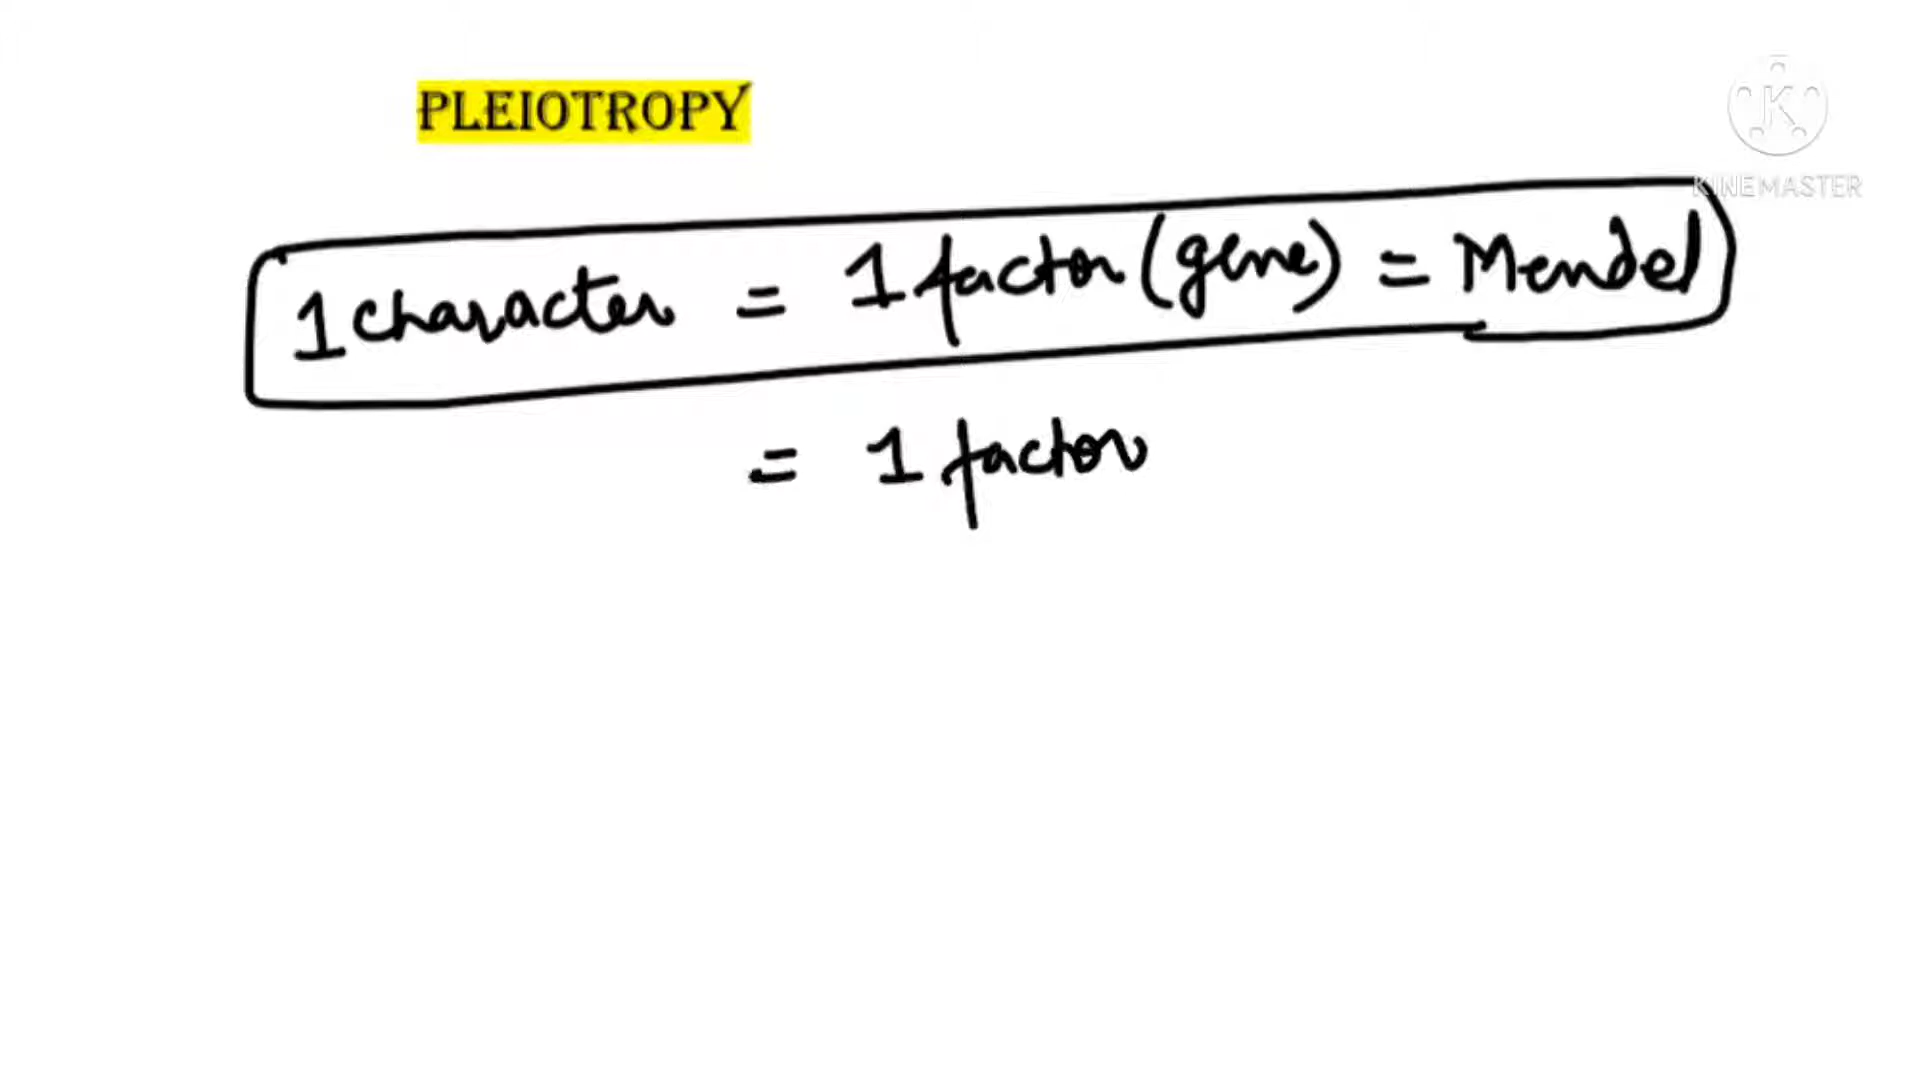 PLEIOTROPY
KINEMASTER
1 character = 1 factor (gene) = Mendel
= 1 factor